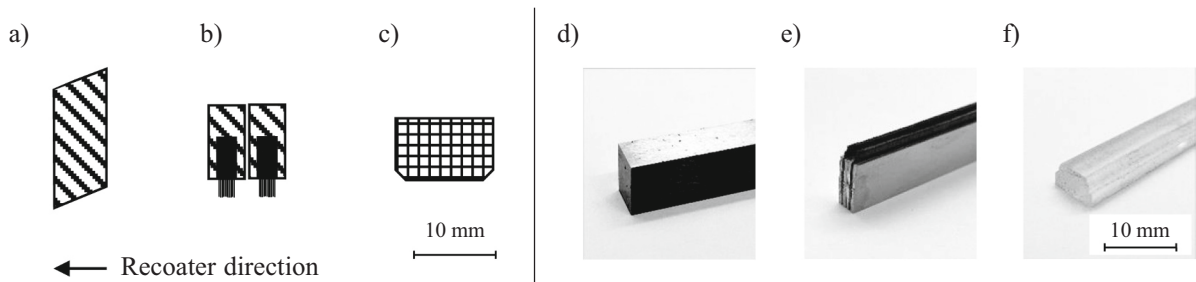 a)
b)
c)
d)
e)
f)
10 mm
10 mm
Recoater direction